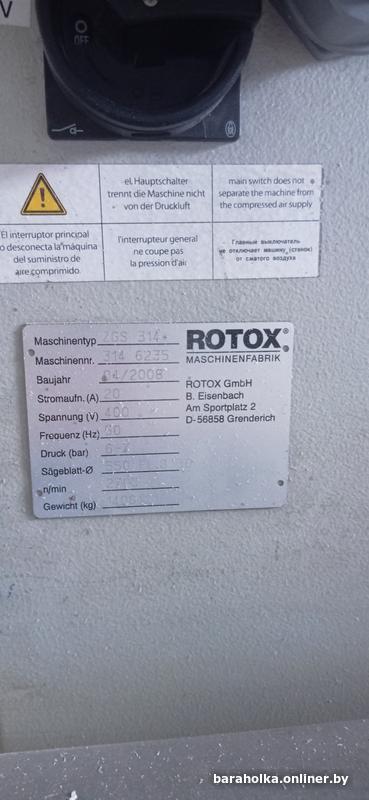 V
OFF
el. Hauptschalter
trennt die Maschine nicht
von der Druckluft
main switch does not
separate the machine from
the compressed air supply
El interruptor principal
no desconecta la máquina
del suministro de
aire comprimido.
l'interrupteur general
ne coupe pas
la pression d'air
Главный выключатель
не отключает машину (станок)
от сжатого воздуха
Maschinentyp 314
Maschinennr. 314 6235
Baujahr 04/2008
Stromaufn. (A) 20
Spannung (V) 400
Frequenz (Hz)
Druck (bar)
Sägeblatt-Ø
n/min
Gewicht (kg)
ROTOX®
MASCHINENFABRIK
ROTOX GmbH
B. Eisenbach
Am Sportplatz 2
D-56858 Grenderich
baraholka.onliner.by